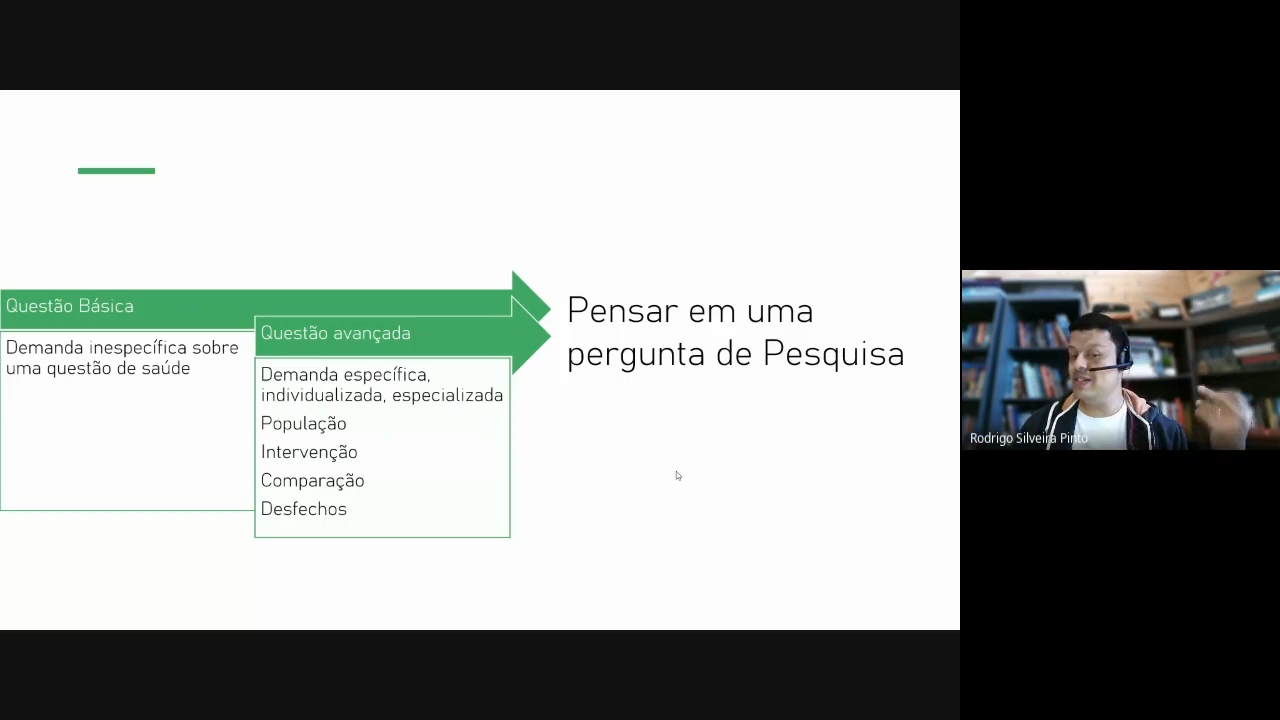 Questão Básica
Demanda inespecífica sobre
uma questão de saúde
Questão avançada
Demanda específica,
individualizada, especializada
População
Intervenção
Comparação
Desfechos
Pensar em uma
pergunta de Pesquisa
Rodrigo Silveira Pinto